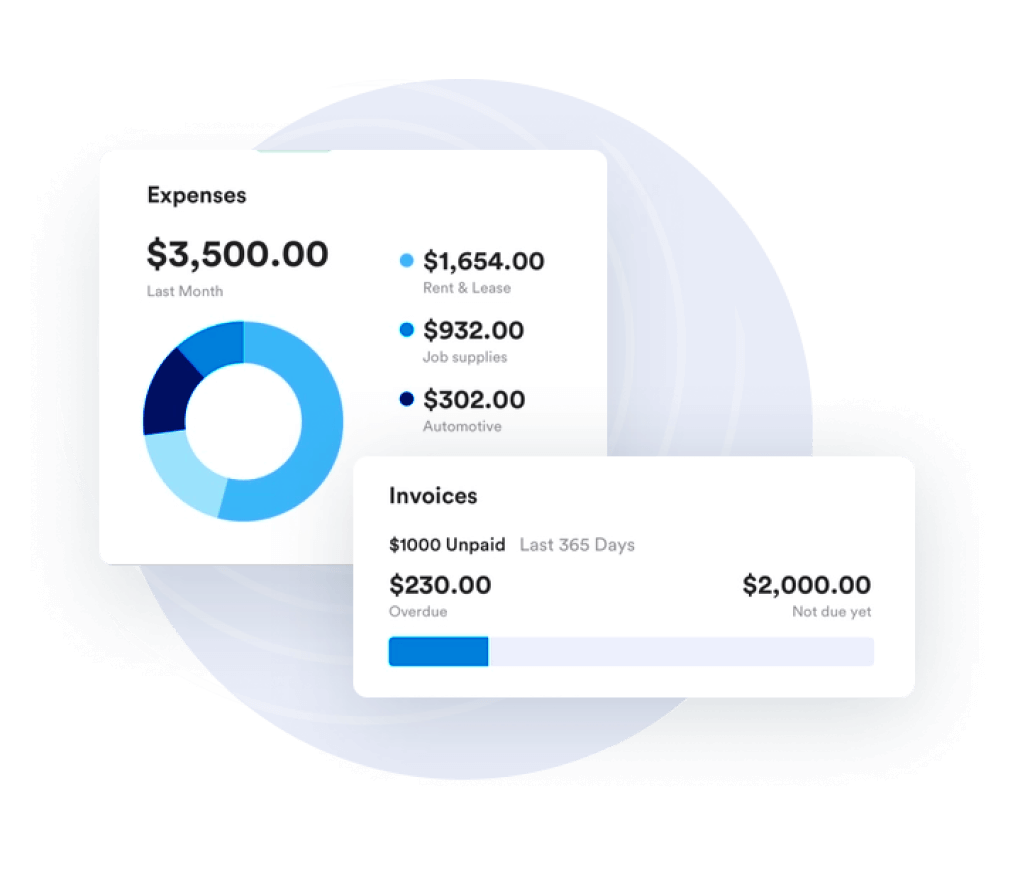 Expenses
$3,500.00
Last Month
$1,654.00
Rent & Lease
$932.00
Job supplies
$302.00
Automotive
Invoices
$1000 Unpaid Last 365 Days
$230.00 $2,000.00
Overdue Not due yet